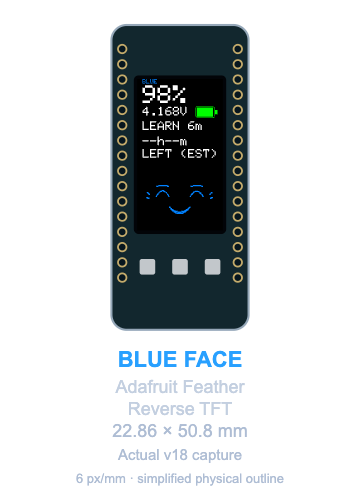 BLUE
98%
4.168V
LEARN 6m
--h--m
LEFT (EST)
BLUE FACE
Adafruit Feather
Reverse TFT
22.86 × 50.8 mm
Actual v18 capture
6 px/mm · simplified physical outline